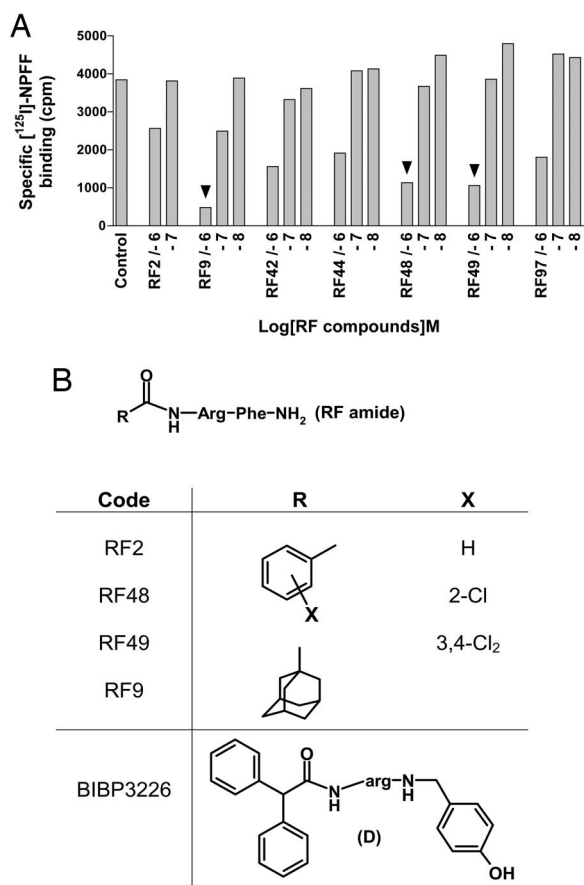 A
Specific [¹²⁵I]-NPFF
binding (cpm)
5000
4000
3000
2000
1000
0
Control
RF2 /- 6
- 7
RF9 /- 6
- 7
- 8
RF42 /- 6
- 7
- 8
RF44 /- 6
- 7
- 8
RF48 /- 6
- 7
- 8
RF49 /- 6
- 7
- 8
RF97 /- 6
- 7
- 8
Log[RF compounds]M
B
O
R N H Arg–Phe–NH₂ (RF amide)
Code R X
RF2 H
X
RF48 2-Cl
RF49 3,4-Cl₂
RF9
BIBP3226
O
N H arg N H
(D)
OH